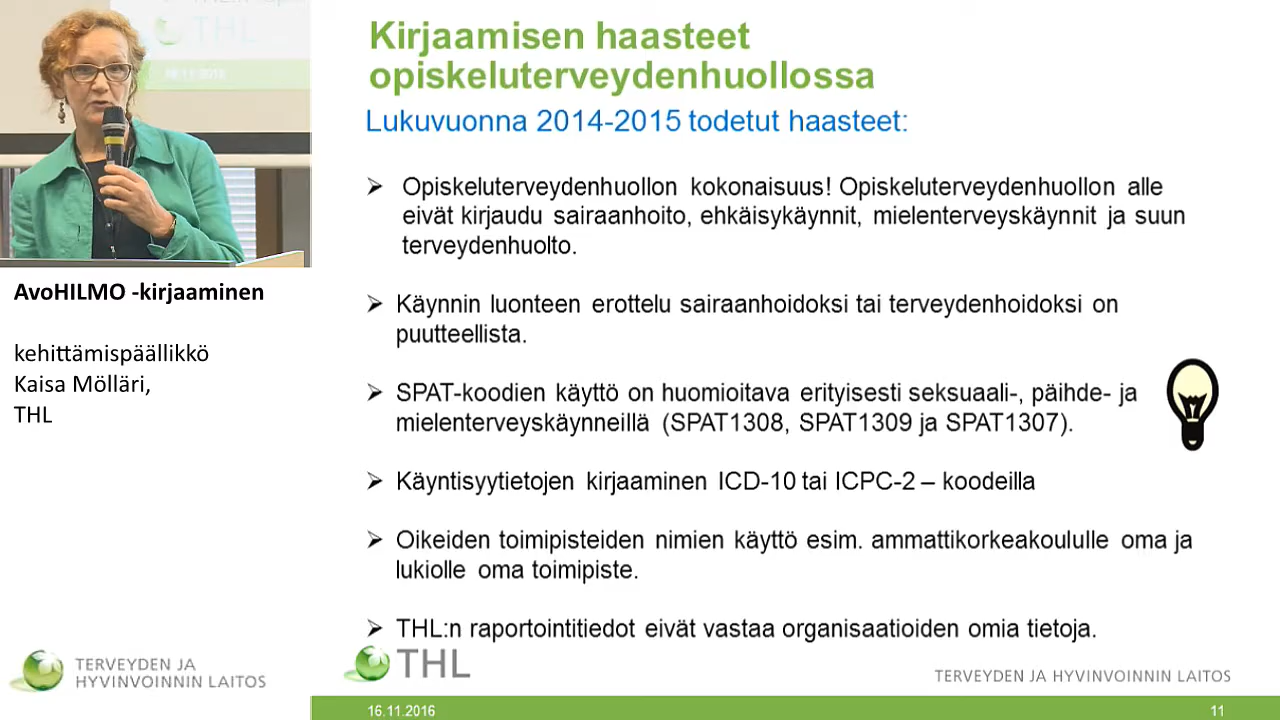 THL
16.11.2016
AvoHILMO -kirjaaminen
kehittämispäällikkö
Kaisa Mölläri,
THL
TERVEYDEN JA
HYVINVOINNIN LAITOS
Kirjaamisen haasteet
opiskeluterveydenhuollossa
Lukuvuonna 2014-2015 todetut haasteet:
➢ Opiskeluterveydenhuollon kokonaisuus! Opiskeluterveydenhuollon alle
eivät kirjaudu sairaanhoito, ehkäisykäynnit, mielenterveyskäynnit ja suun
terveydenhuolto.
➢ Käynnin luonteen erottelu sairaanhoidoksi tai terveydenhoidoksi on
puutteellista.
➢ SPAT-koodien käyttö on huomioitava erityisesti seksuaali-, päihde- ja
mielenterveyskäynneillä (SPAT1308, SPAT1309 ja SPAT1307).
➢ Käyntisyytietojen kirjaaminen ICD-10 tai ICPC-2 – koodeilla
➢ Oikeiden toimipisteiden nimien käyttö esim. ammattikorkeakoululle oma ja
lukiolle oma toimipiste.
➢ THL:n raportointitiedot eivät vastaa organisaatioiden omia tietoja.
THL
TERVEYDEN JA HYVINVOINNIN LAITOS
16.11.2016
11